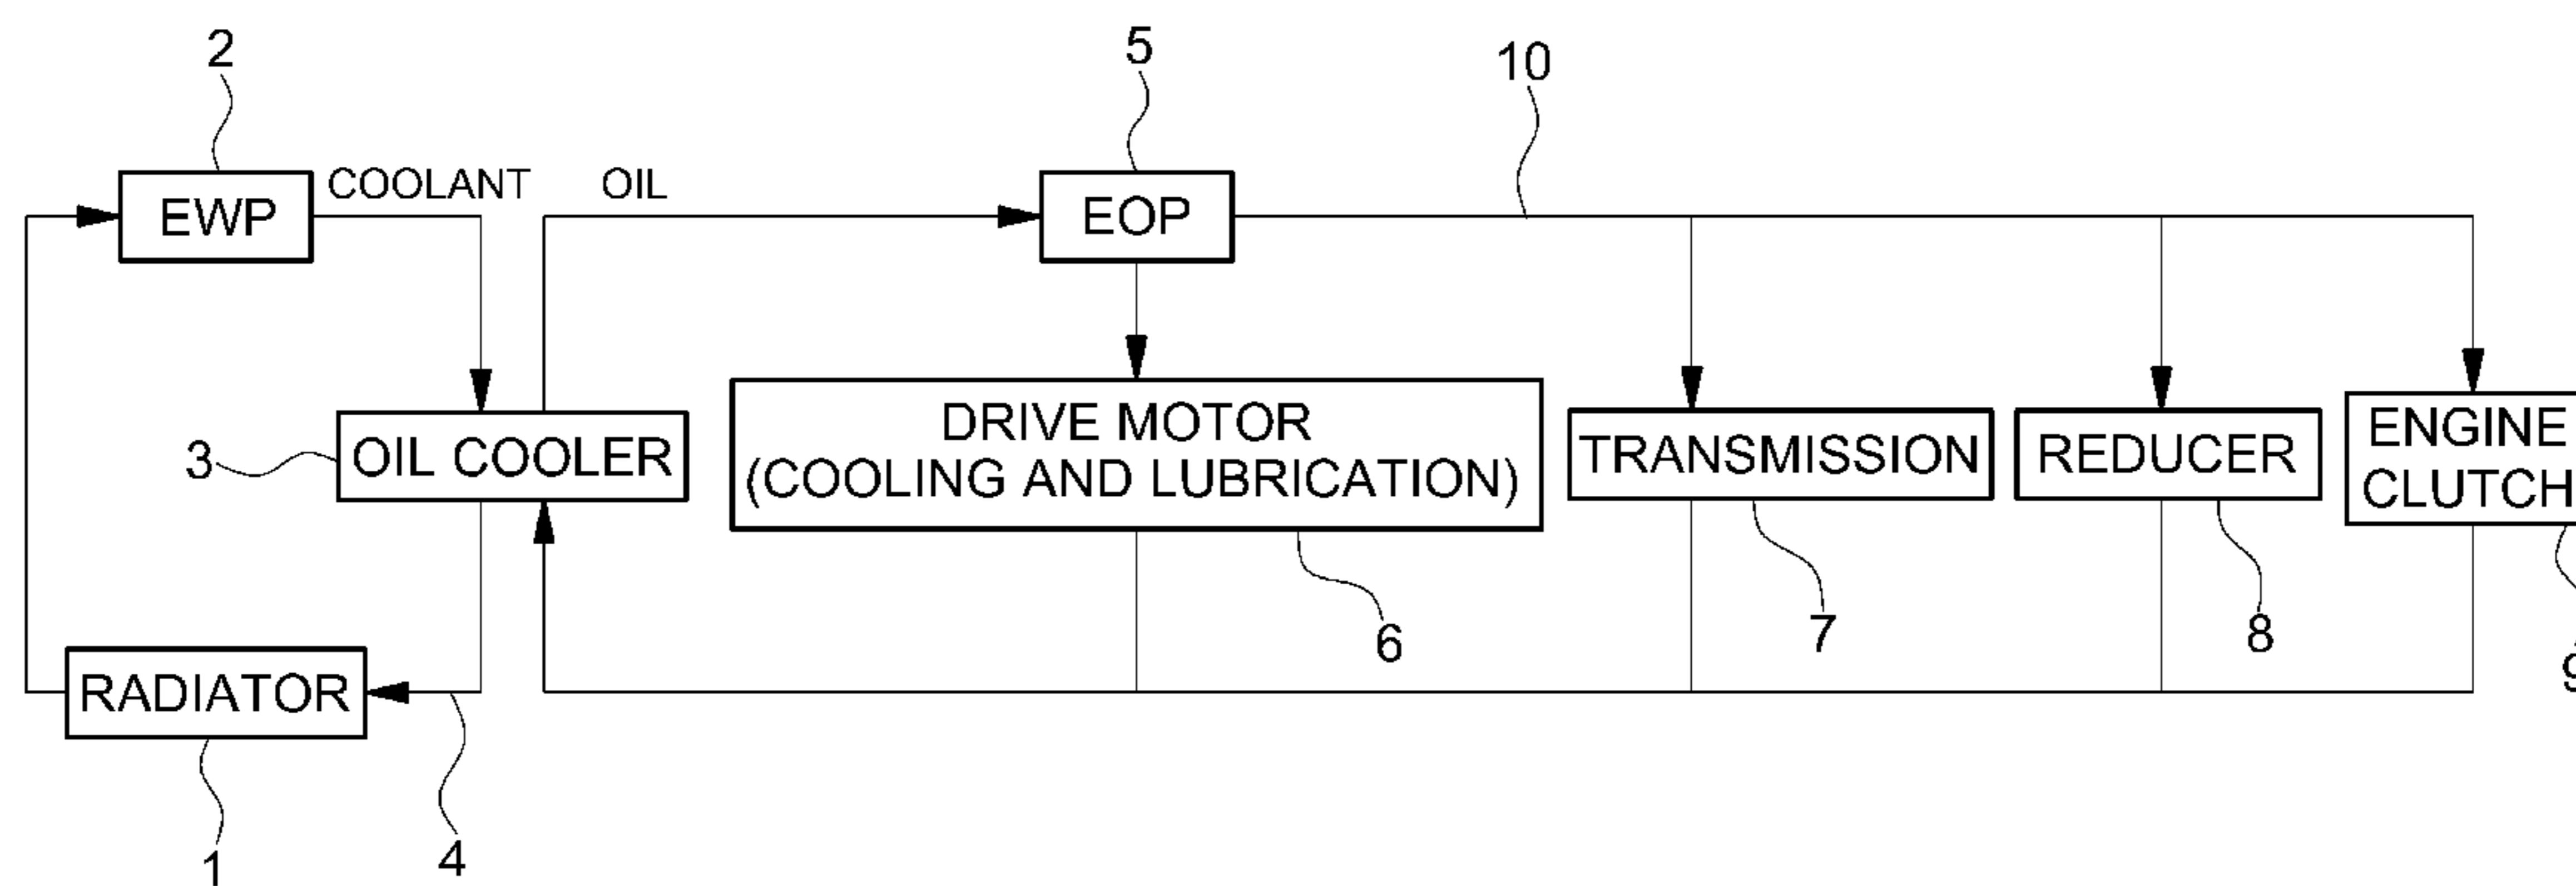 2
5
10
EWP
COOLANT
OIL
EOP
3
OIL COOLER
DRIVE MOTOR
(COOLING AND LUBRICATION)
TRANSMISSION
REDUCER
ENGINE
CLUTCH
6
7
8
9
RADIATOR
1
4